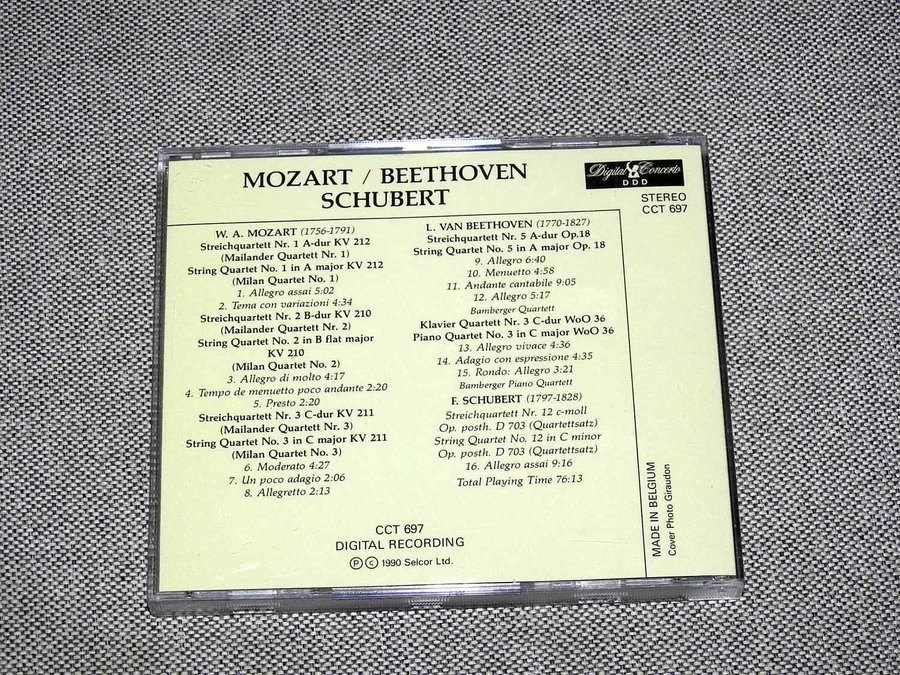 MOZART / BEETHOVEN
SCHUBERT
Digital Concerto
DDD
STEREO
CCT 697
W. A. MOZART (1756-1791)
Streichquartett Nr. 1 A-dur KV 212
(Mailander Quartett Nr. 1)
String Quartet No. 1 in A major KV 212
(Milan Quartet No. 1)
1. Allegro assai 5:02
2. Tema con variazioni 4:34
Streichquartett Nr. 2 B-dur KV 210
(Mailander Quartett Nr. 2)
String Quartet No. 2 in B flat major
KV 210
(Milan Quartet No. 2)
3. Allegro di molto 4:17
4. Tempo de menuetto poco andante 2:20
5. Presto 2:20
Streichquartett Nr. 3 C-dur KV 211
(Mailander Quartett Nr. 3)
String Quartet No. 3 in C major KV 211
(Milan Quartet No. 3)
6. Moderato 4:27
7. Un poco adagio 2:06
8. Allegretto 2:13
L. VAN BEETHOVEN (1770-1827)
Streichquartett Nr. 5 A-dur Op.18
String Quartet No. 5 in A major Op. 18
9. Allegro 6:40
10. Menuetto 4:58
11. Andante cantabile 9:05
12. Allegro 5:17
Bamberger Quartett
Klavier Quartett Nr. 3 C-dur WoO 36
Piano Quartet No. 3 in C major WoO 36
13. Allegro vivace 4:36
14. Adagio con espressione 4:35
15. Rondo: Allegro 3:21
Bamberger Piano Quartett
F. SCHUBERT (1797-1828)
Streichquartett Nr. 12 c-moll
Op. posth. D 703 (Quartettsatz)
String Quartet No. 12 in C minor
Op. posth. D 703 (Quartettsatz)
16. Allegro assai 9:16
Total Playing Time 76:13
CCT 697
DIGITAL RECORDING
Ⓟ Ⓒ 1990 Selcor Ltd.
MADE IN BELGIUM
Cover Photo Giraudon